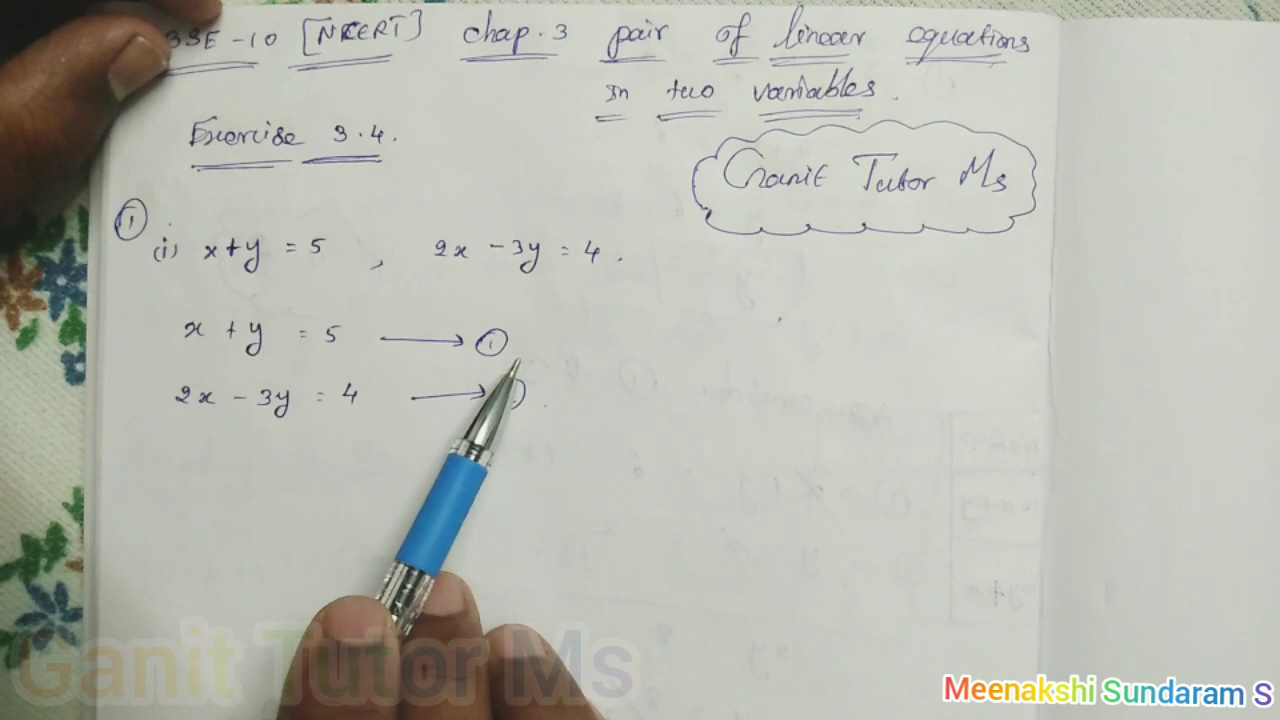 BSE - 10 [NCERT] chap. 3 pair of linear equations
in two variables.
Exercise 3.4.
Ganit Tutor Ms
①
(i) x + y = 5 , 2x - 3y = 4 .
x + y = 5 ⟶ ①
2x - 3y = 4 ⟶
Ganit Tutor Ms
Meenakshi Sundaram S